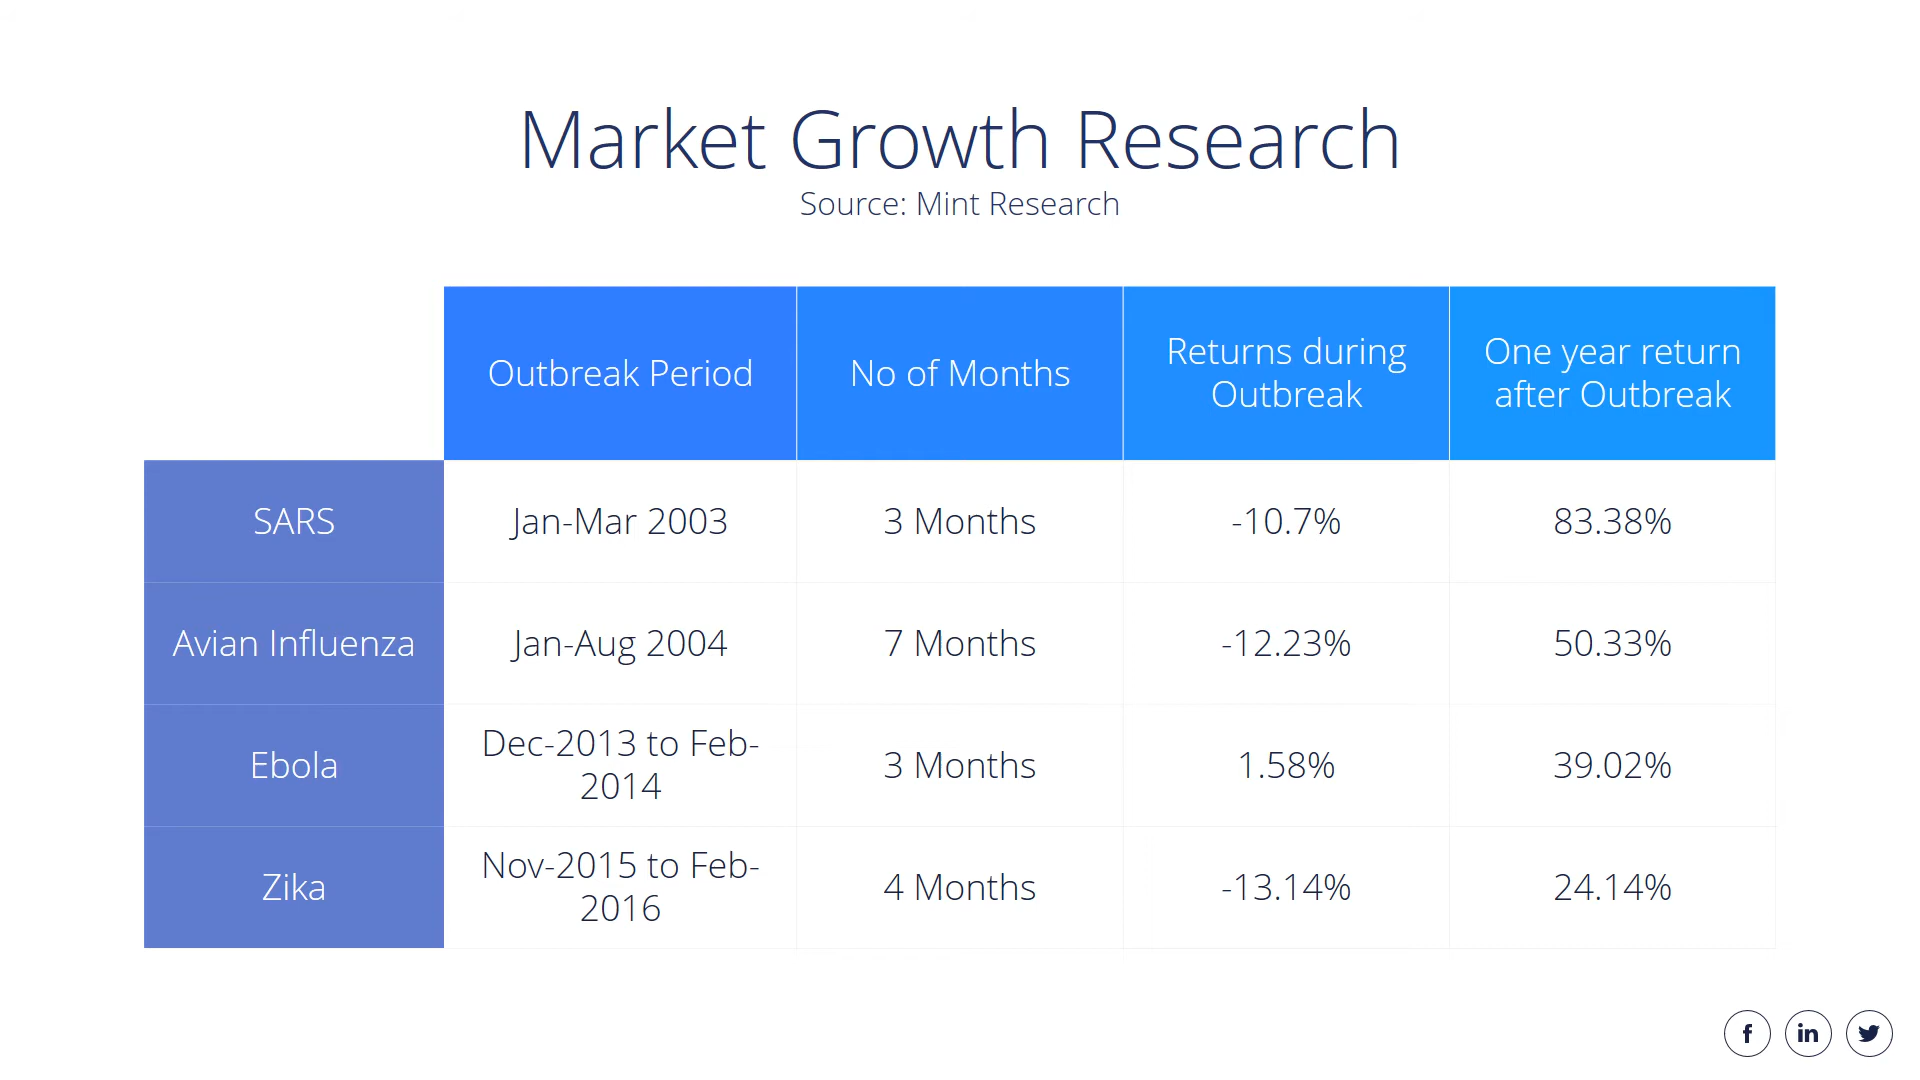 Market Growth Research
Source: Mint Research
Outbreak Period
No of Months
Returns during
Outbreak
One year return
after Outbreak
SARS
Jan-Mar 2003
3 Months
-10.7%
83.38%
Avian Influenza
Jan-Aug 2004
7 Months
-12.23%
50.33%
Ebola
Dec-2013 to Feb-
2014
3 Months
1.58%
39.02%
Zika
Nov-2015 to Feb-
2016
4 Months
-13.14%
24.14%
f
in